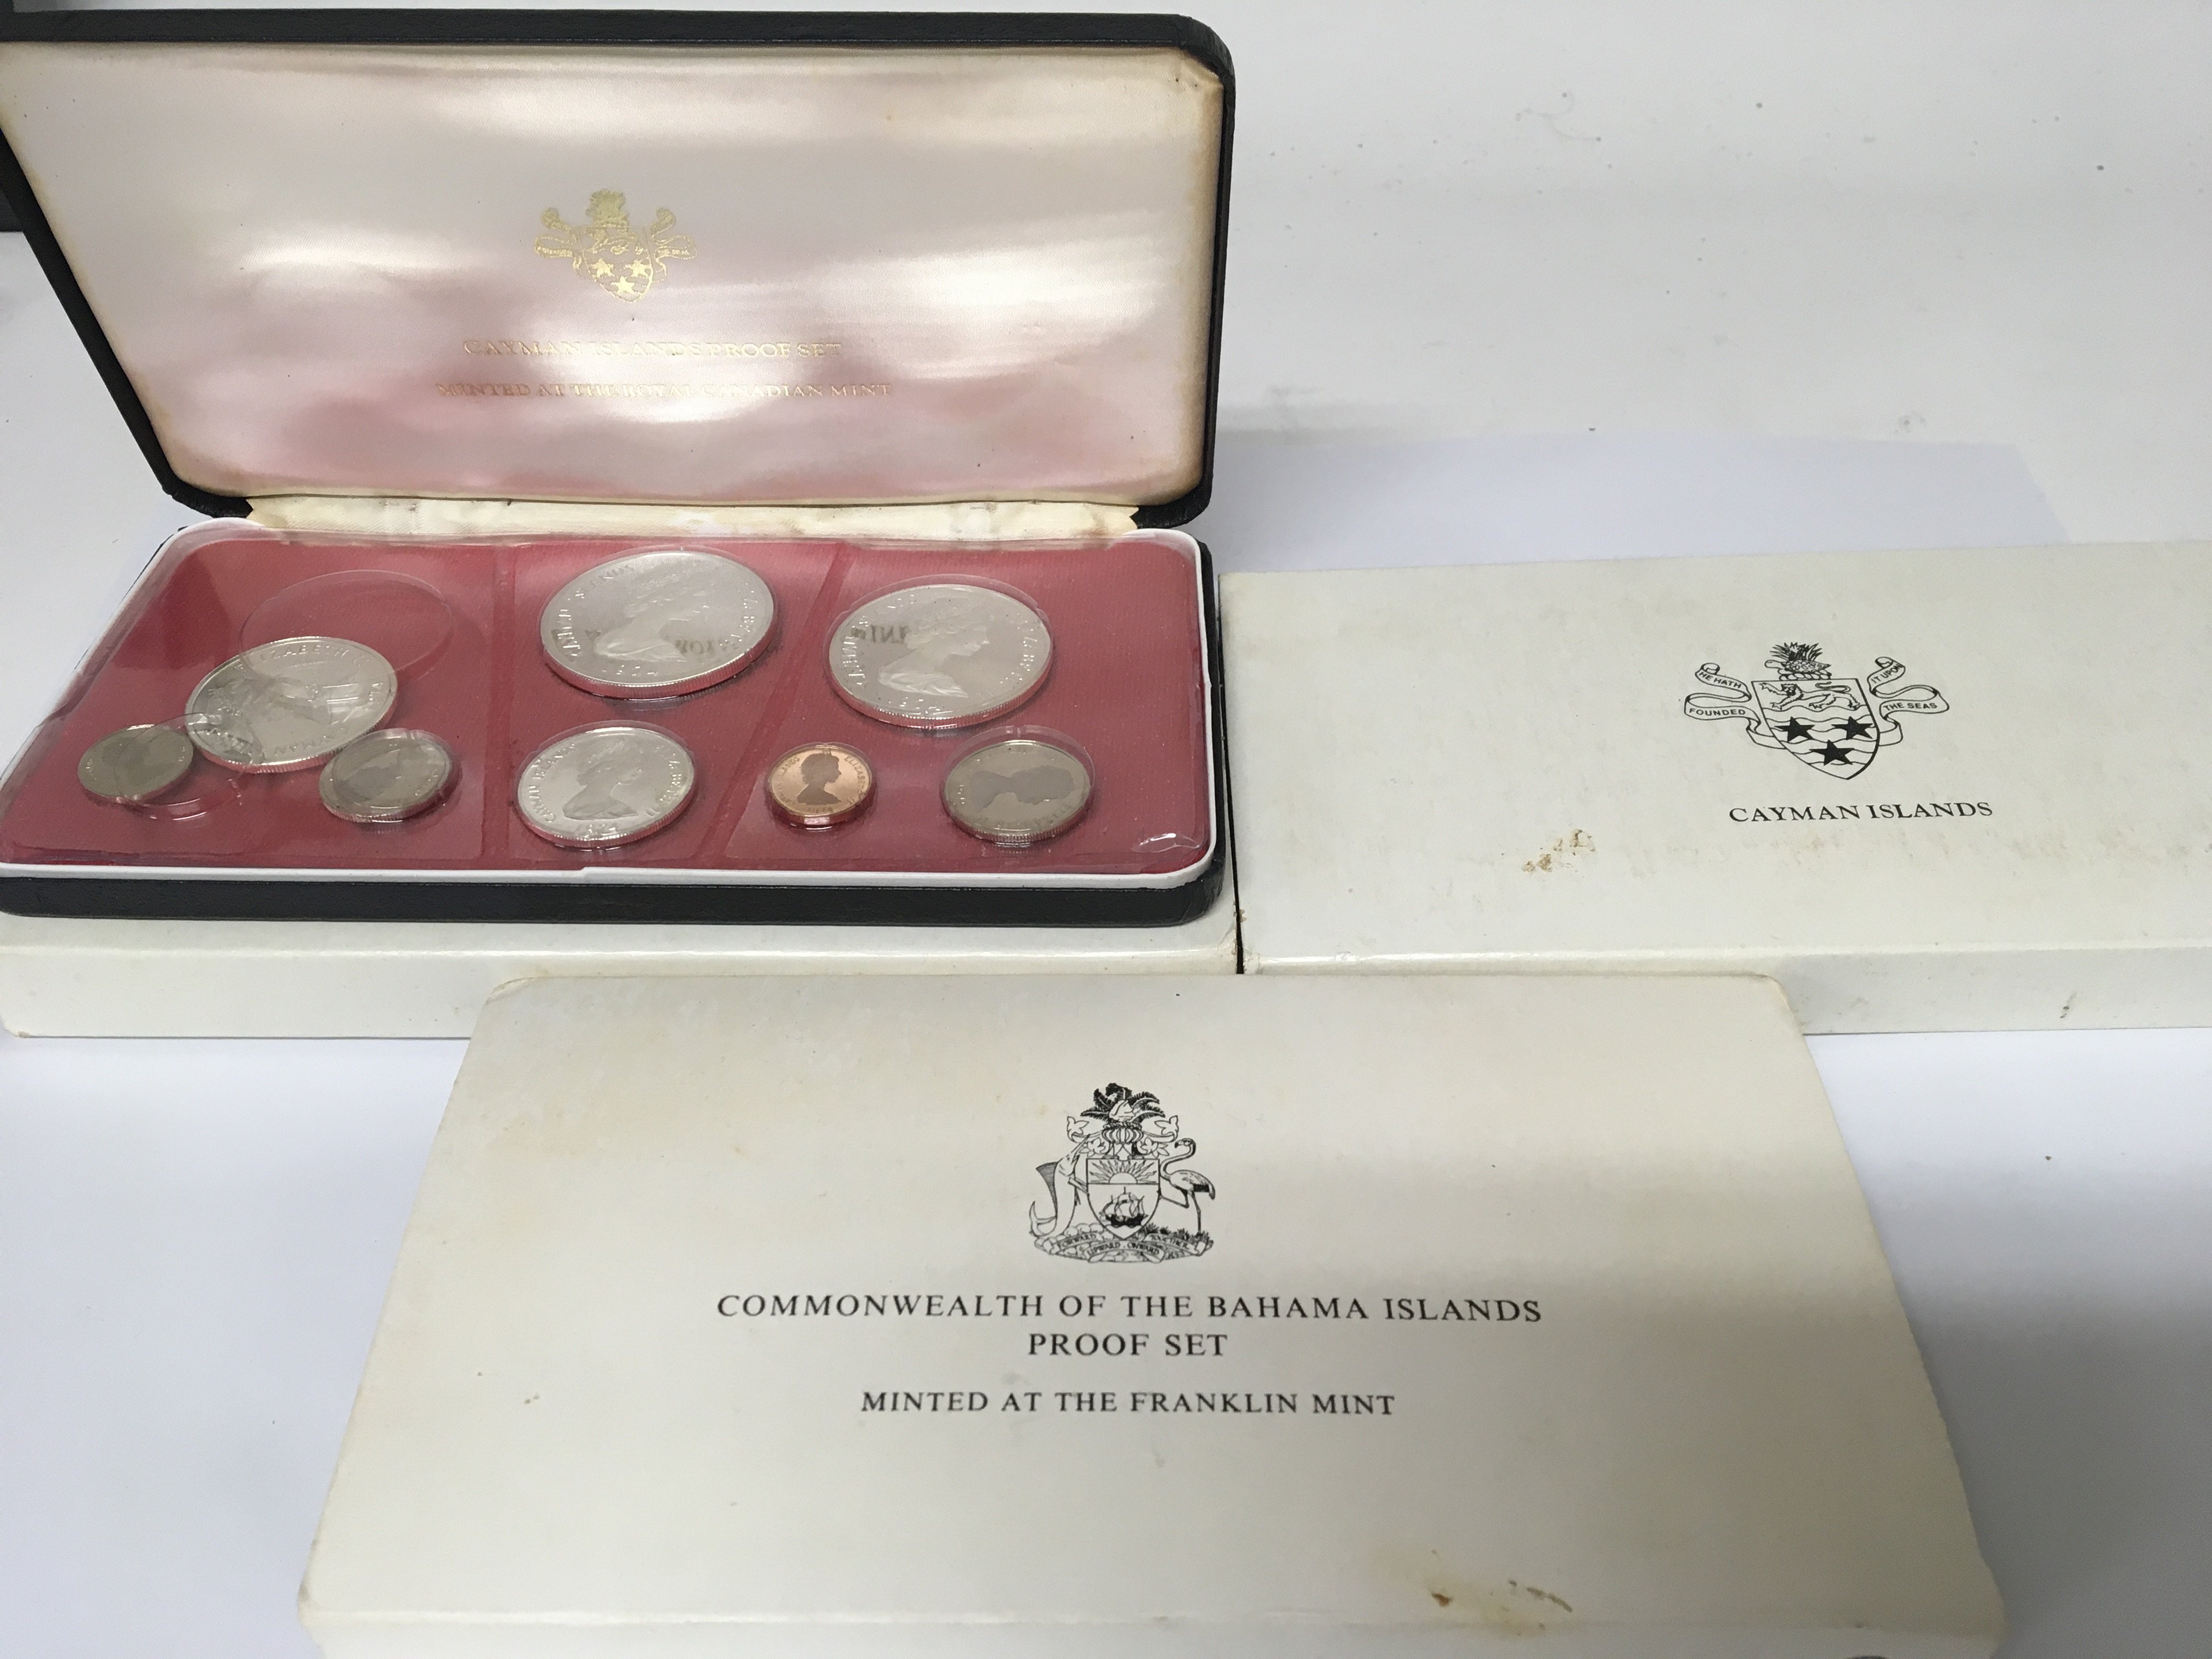 CAYMAN ISLANDS PROOF SET
MINTED AT THE ROYAL CANADIAN MINT
HE HATH
FOUNDED
IT UPON
THE SEAS
CAYMAN ISLANDS
COMMONWEALTH OF THE BAHAMA ISLANDS
PROOF SET
MINTED AT THE FRANKLIN MINT